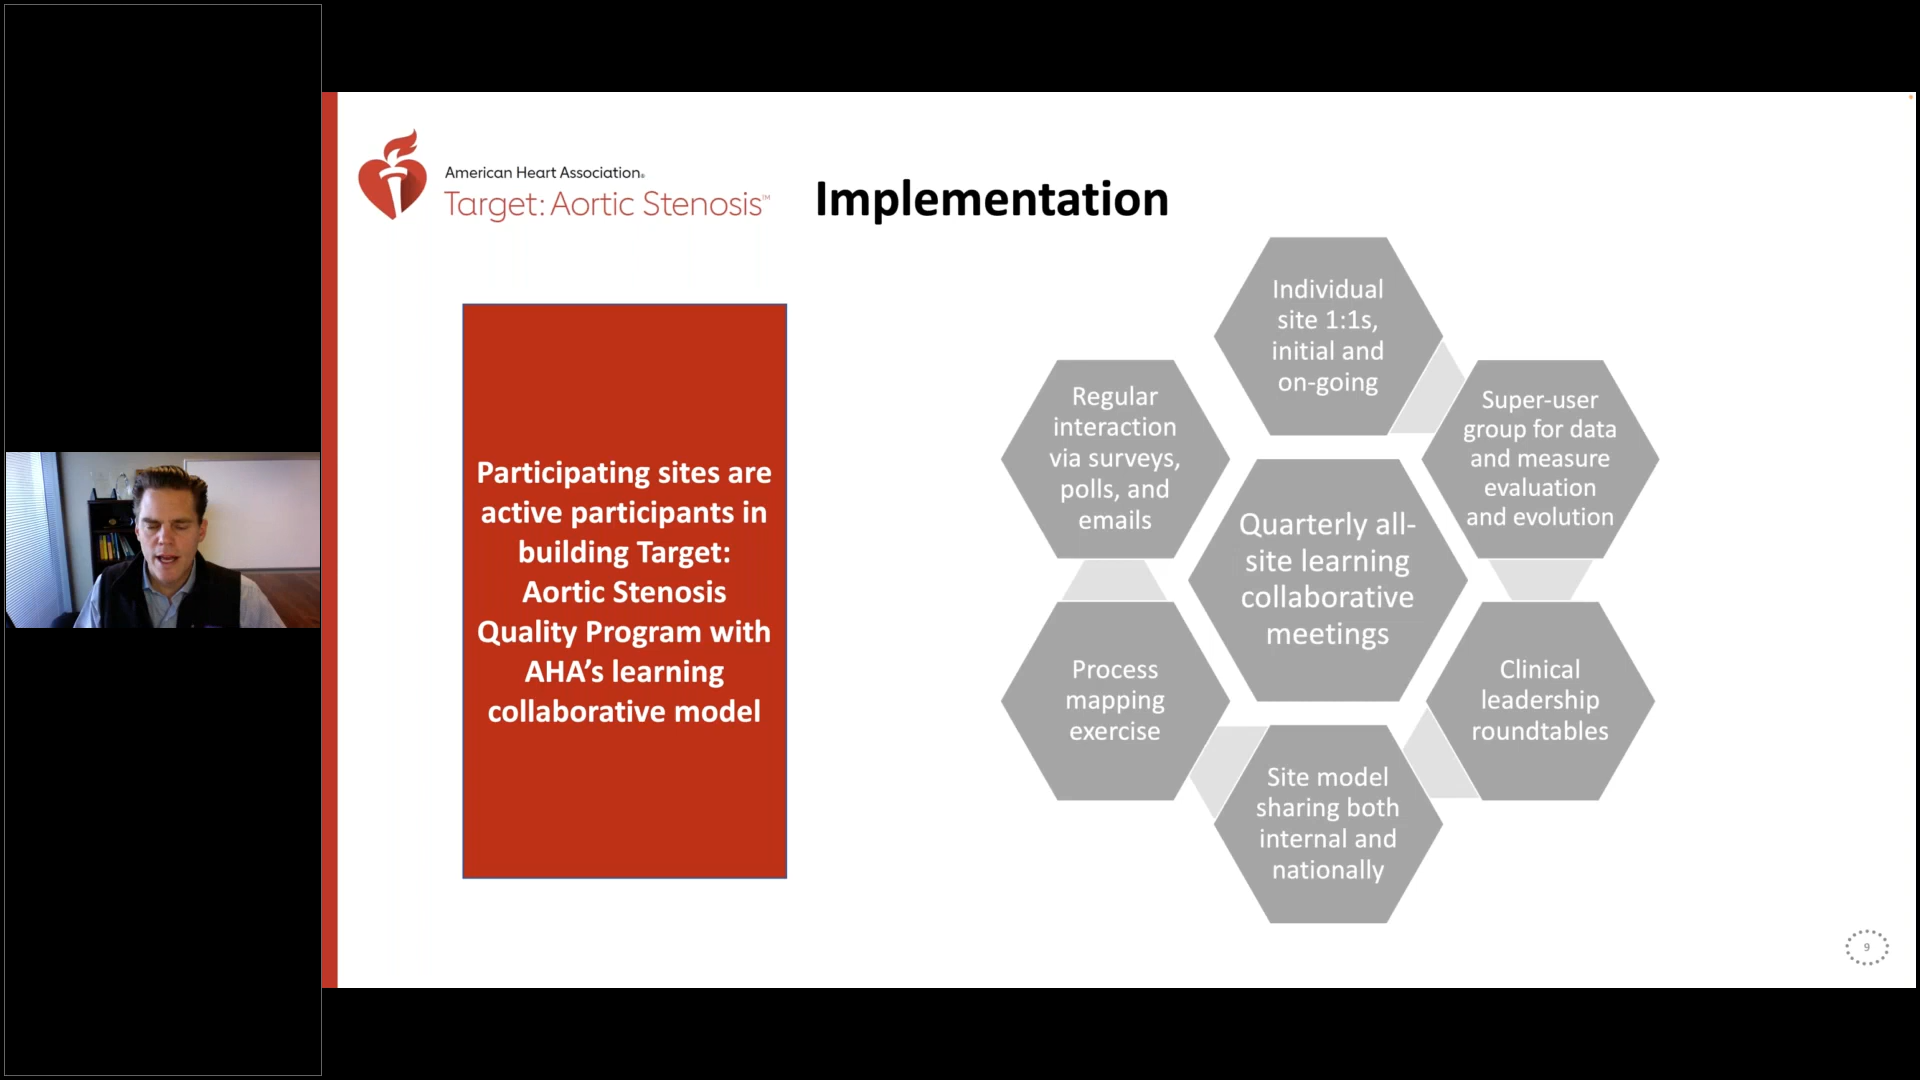 American Heart Association®
Target: Aortic Stenosis™
Implementation
Participating sites are
active participants in
building Target:
Aortic Stenosis
Quality Program with
AHA’s learning
collaborative model
Individual
site 1:1s,
initial and
on-going
Super-user
group for data
and measure
evaluation
and evolution
Clinical
leadership
roundtables
Site model
sharing both
internal and
nationally
Process
mapping
exercise
Regular
interaction
via surveys,
polls, and
emails
Quarterly all-
site learning
collaborative
meetings
9